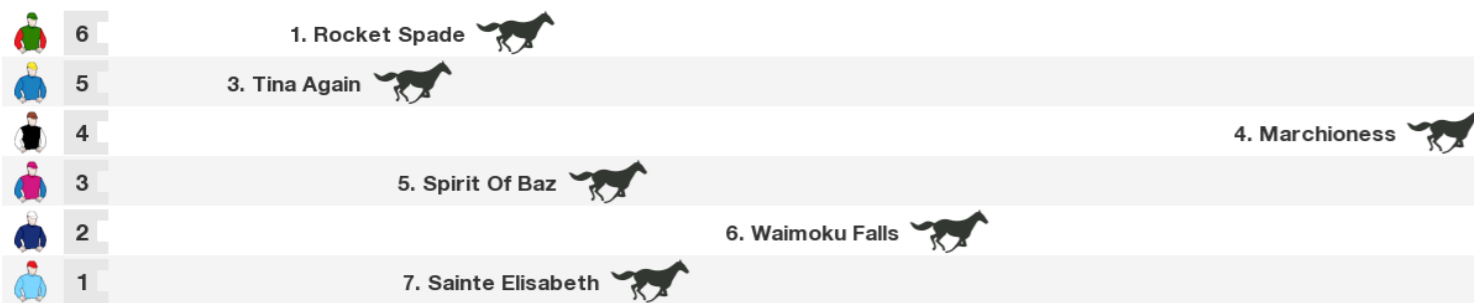 6 1. Rocket Spade
5 3. Tina Again
4 4. Marchioness
3 5. Spirit Of Baz
2 6. Waimoku Falls
1 7. Sainte Elisabeth